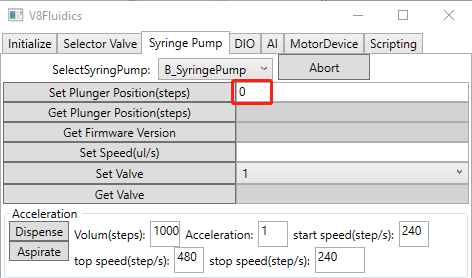 V8Fluidics
Initialize Selector Valve Syringe Pump DIO AI MotorDevice Scripting
SelectSyringPump: B_SyringePump Abort
Set Plunger Position(steps) 0
Get Plunger Position(steps)
Get Firmware Version
Set Speed(ul/s)
Set Valve 1
Get Valve
Acceleration
Dispense Volum(steps): 1000 Acceleration: 1 start speed(step/s): 240
Aspirate top speed(step/s): 480 stop speed(step/s): 240